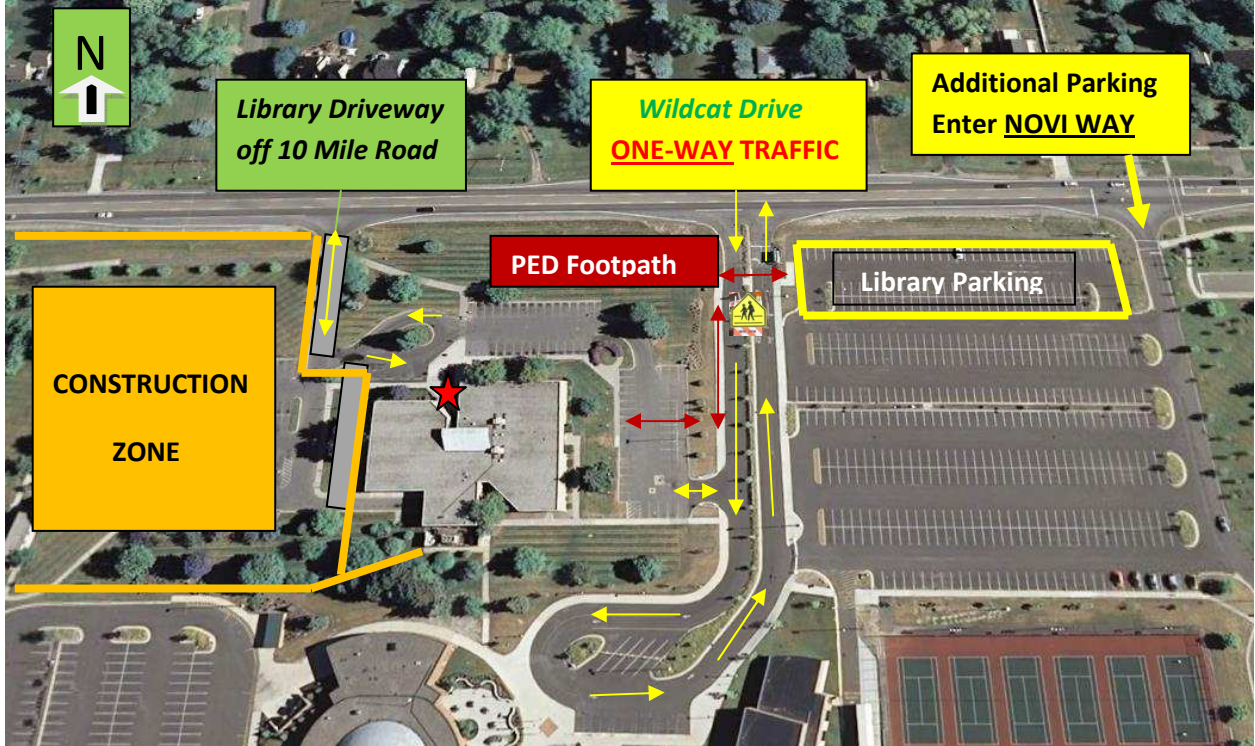 N
Library Driveway
off 10 Mile Road
Wildcat Drive
ONE-WAY TRAFFIC
Additional Parking
Enter NOVI WAY
PED Footpath
Library Parking
CONSTRUCTION
ZONE